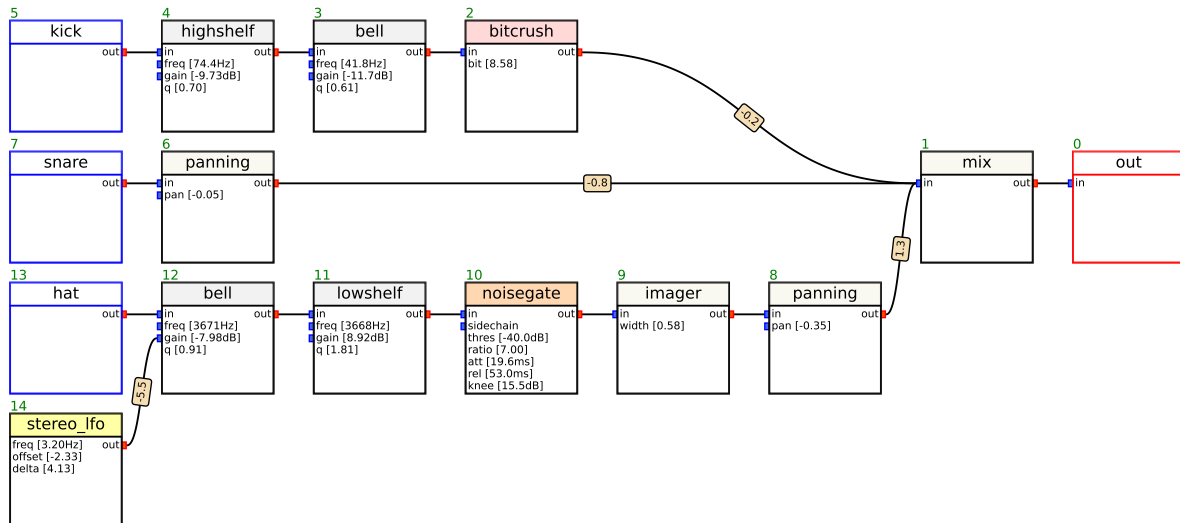 5
kick
out
4
highshelf
in out
freq [74.4Hz]
gain [-9.73dB]
q [0.70]
3
bell
in out
freq [41.8Hz]
gain [-11.7dB]
q [0.61]
2
bitcrush
in out
bit [8.58]
-0.2
7
snare
out
6
panning
in out
pan [-0.05]
-0.8
1
mix
in out
0
out
in
13
hat
out
12
bell
in out
freq [3671Hz]
gain [-7.98dB]
q [0.91]
11
lowshelf
in out
freq [3668Hz]
gain [8.92dB]
q [1.81]
10
noisegate
in out
sidechain
thres [-40.0dB]
ratio [7.00]
att [19.6ms]
rel [53.0ms]
knee [15.5dB]
9
imager
in out
width [0.58]
8
panning
in out
pan [-0.35]
1.3
-5.5
14
stereo_lfo
freq [3.20Hz] out
offset [-2.33]
delta [4.13]